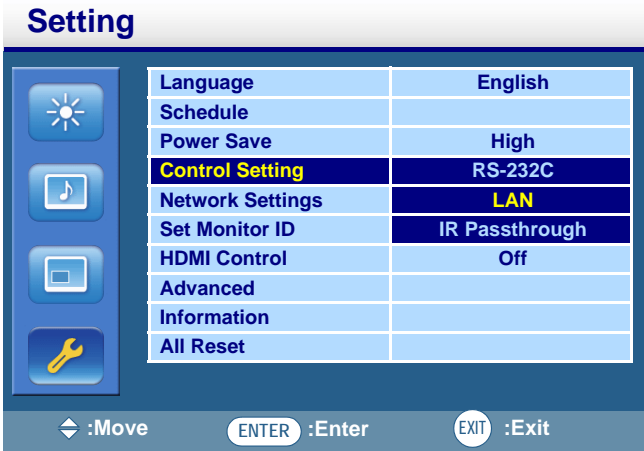 Setting
Language English
Schedule
Power Save High
Control Setting RS-232C
Network Settings LAN
Set Monitor ID IR Passthrough
HDMI Control Off
Advanced
Information
All Reset
:Move ENTER :Enter EXIT :Exit